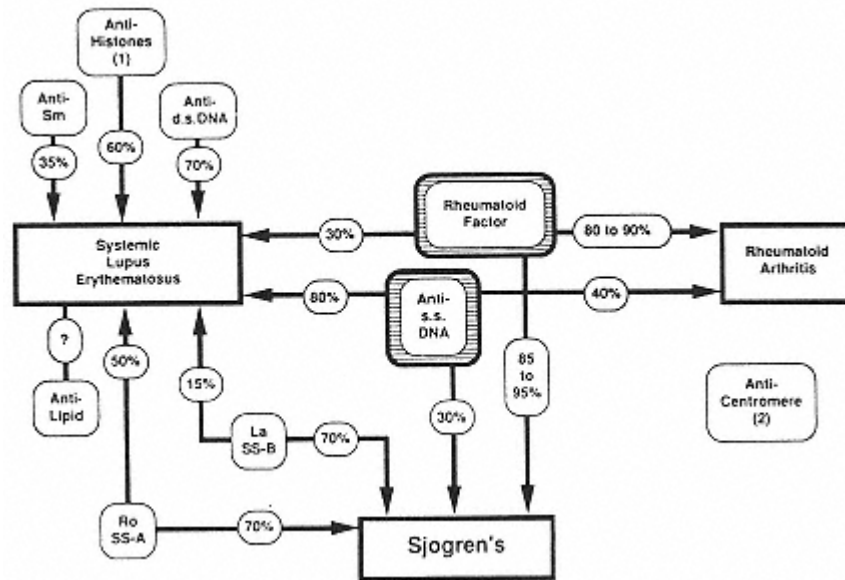 Anti-
Histones
(1)
Anti-
Sm
Anti-
d.s.DNA
35%
60%
70%
Systemic
Lupus
Erythematosus
Rheumatoid
Factor
30%
80 to 90%
Rheumatoid
Arthritis
80%
Anti-
s.s.
DNA
40%
?
50%
15%
85
to
95%
Anti-
Lipid
La
SS-B
70%
30%
Anti-
Centromere
(2)
Ro
SS-A
70%
Sjogren's